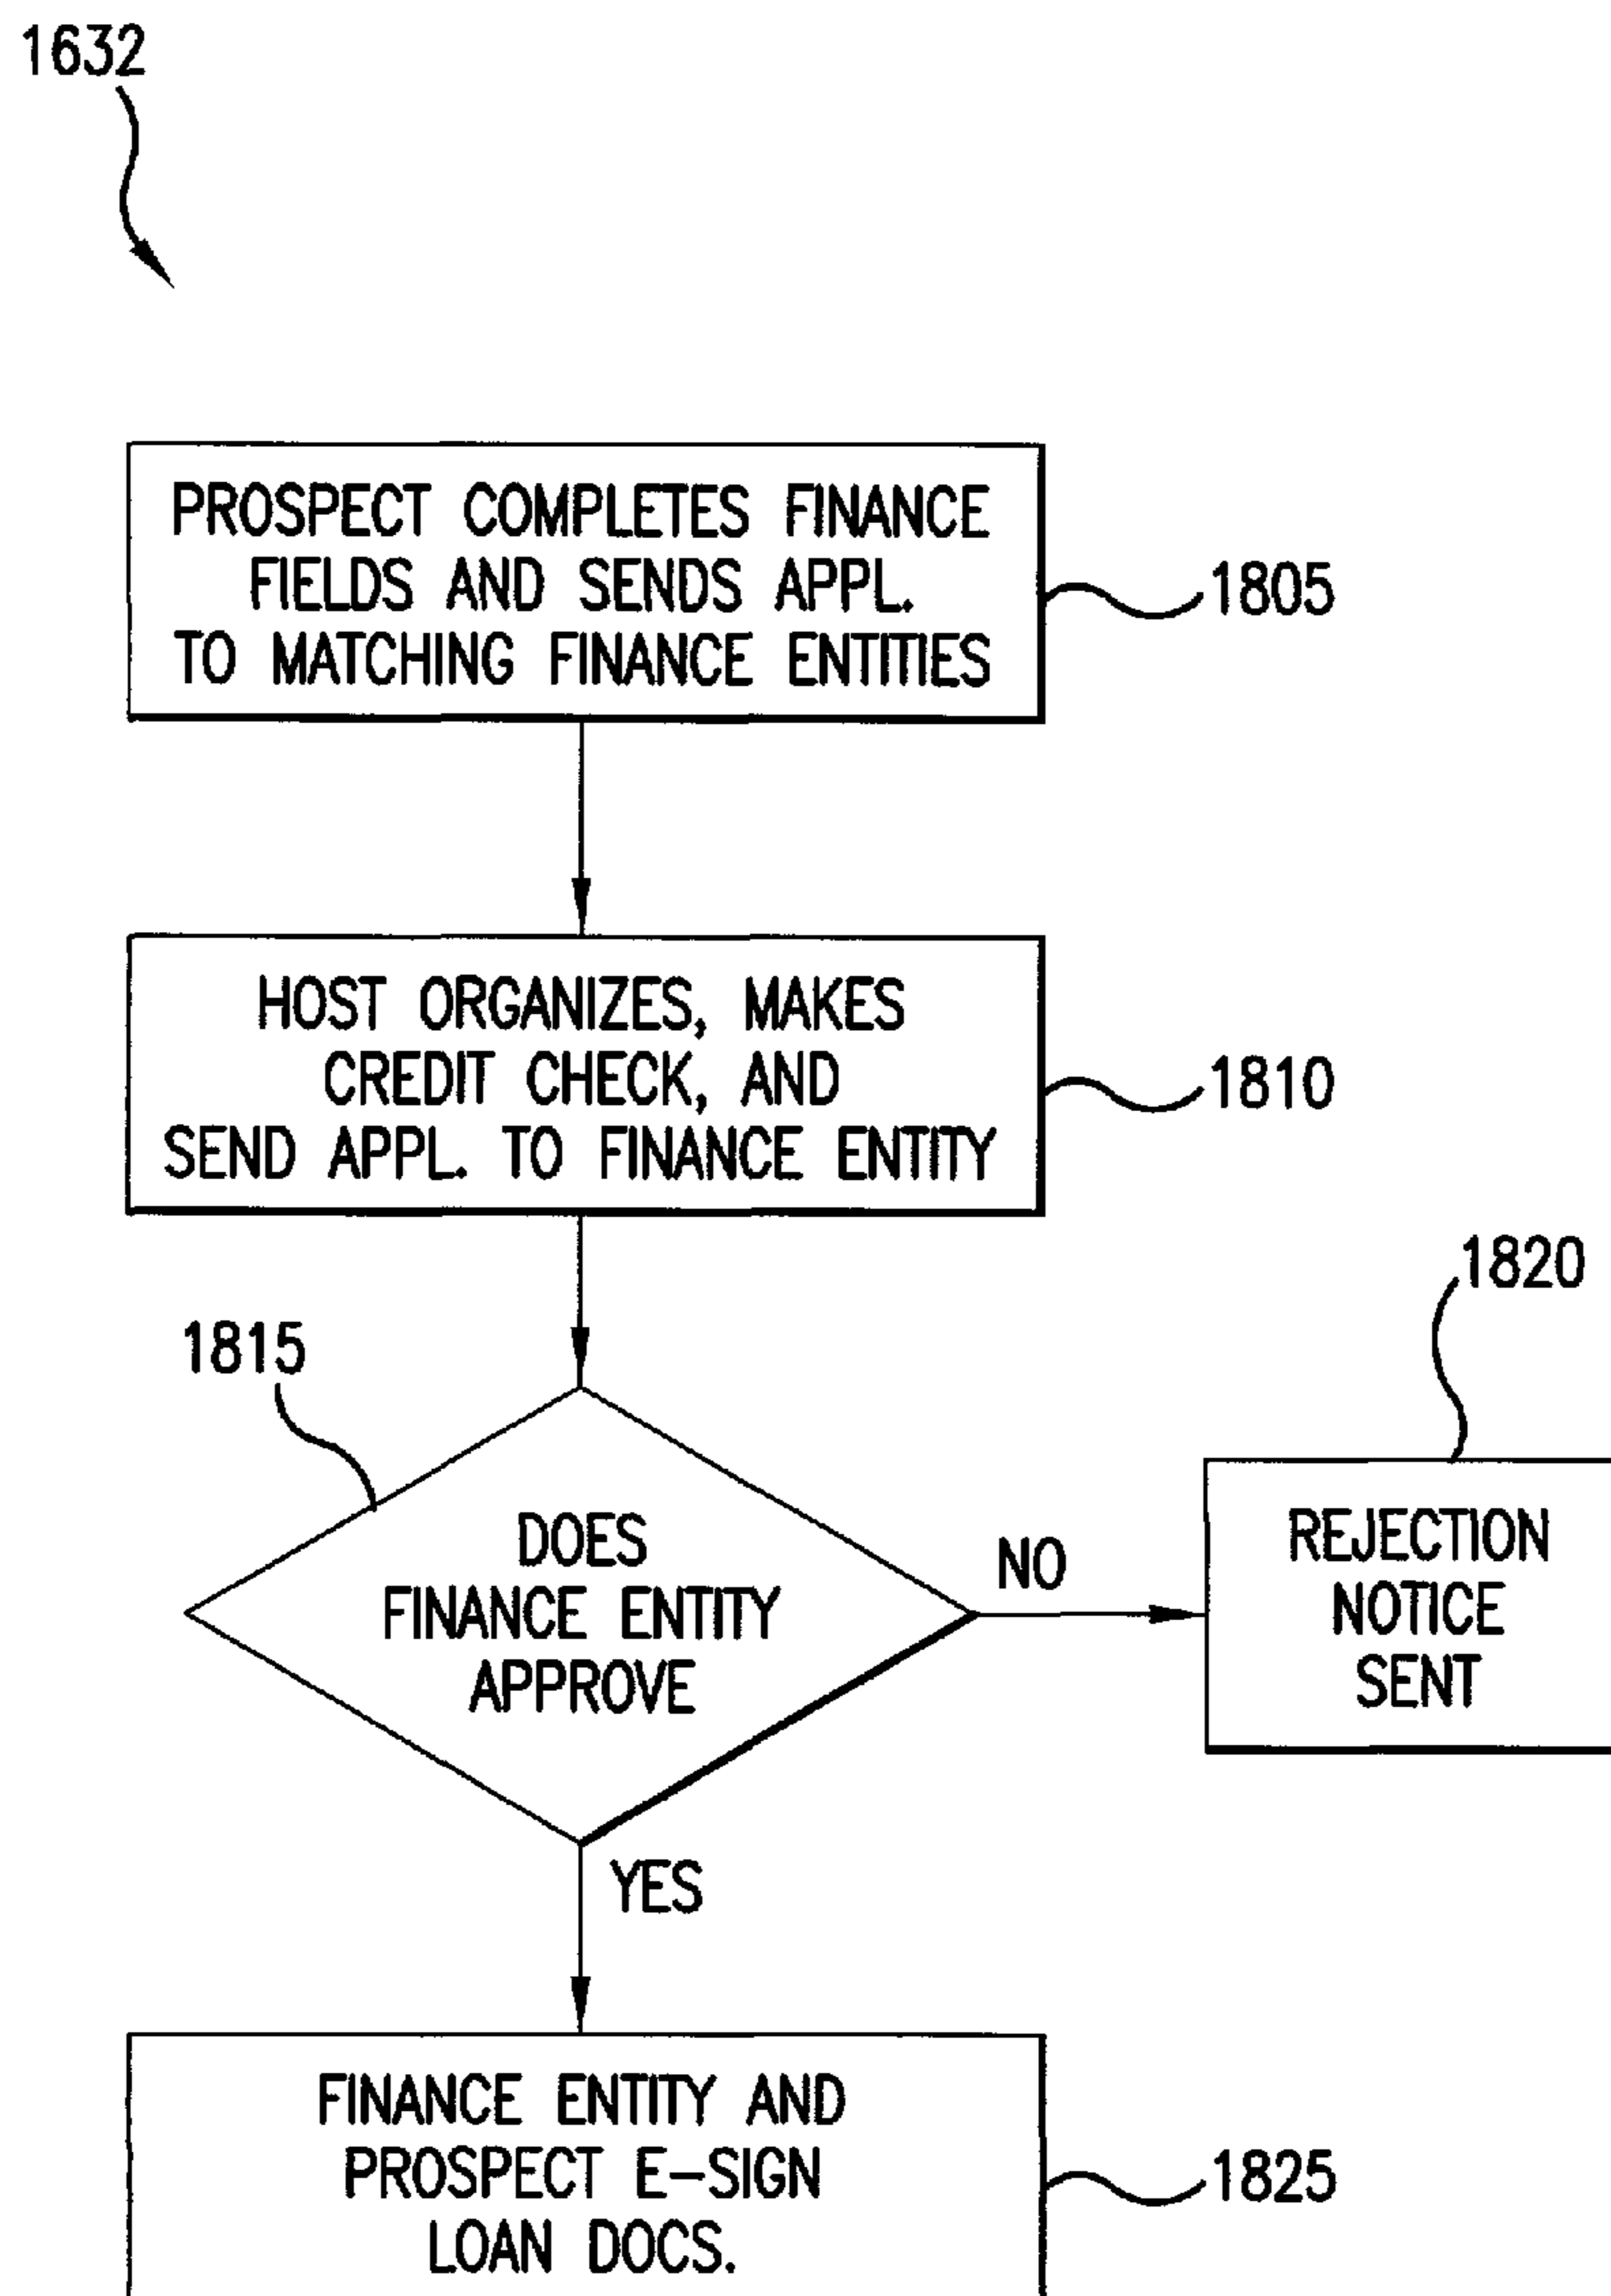 1632
PROSPECT COMPLETES FINANCE
FIELDS AND SENDS APPL.
TO MATCHING FINANCE ENTITIES
1805
HOST ORGANIZES, MAKES
CREDIT CHECK, AND
SEND APPL. TO FINANCE ENTITY
1810
1815
DOES
FINANCE ENTITY
APPROVE
NO
1820
REJECTION
NOTICE
SENT
YES
FINANCE ENTITY AND
PROSPECT E-SIGN
LOAN DOCS.
1825